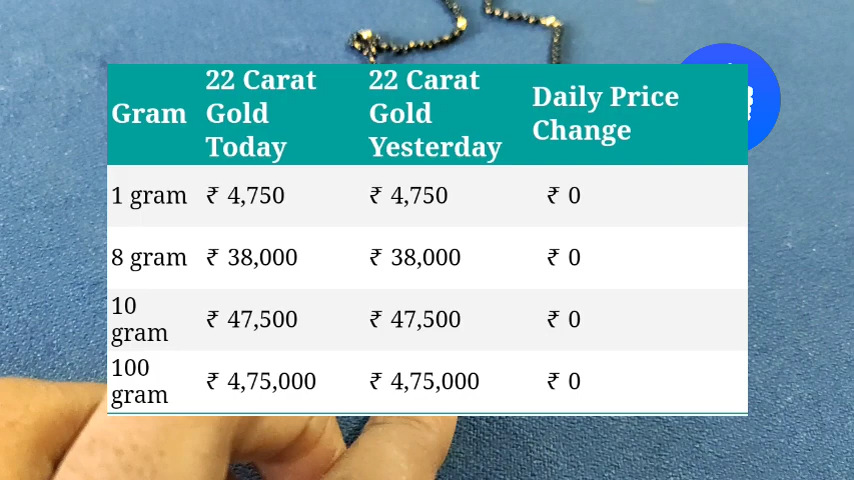 Gram 22 Carat Gold Today 22 Carat Gold Yesterday Daily Price Change
1 gram ₹ 4,750 ₹ 4,750 ₹ 0
8 gram ₹ 38,000 ₹ 38,000 ₹ 0
10 gram ₹ 47,500 ₹ 47,500 ₹ 0
100 gram ₹ 4,75,000 ₹ 4,75,000 ₹ 0